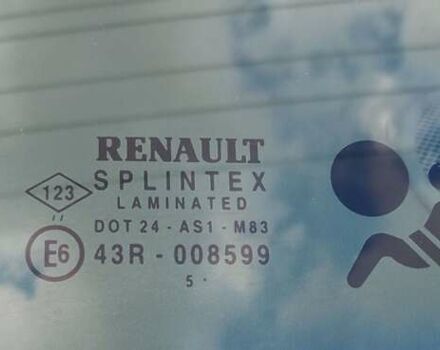 RENAULT
123 SPLINTEX
LAMINATED
DOT 24 - AS1 - M83
E6 43R - 008599
5 ·